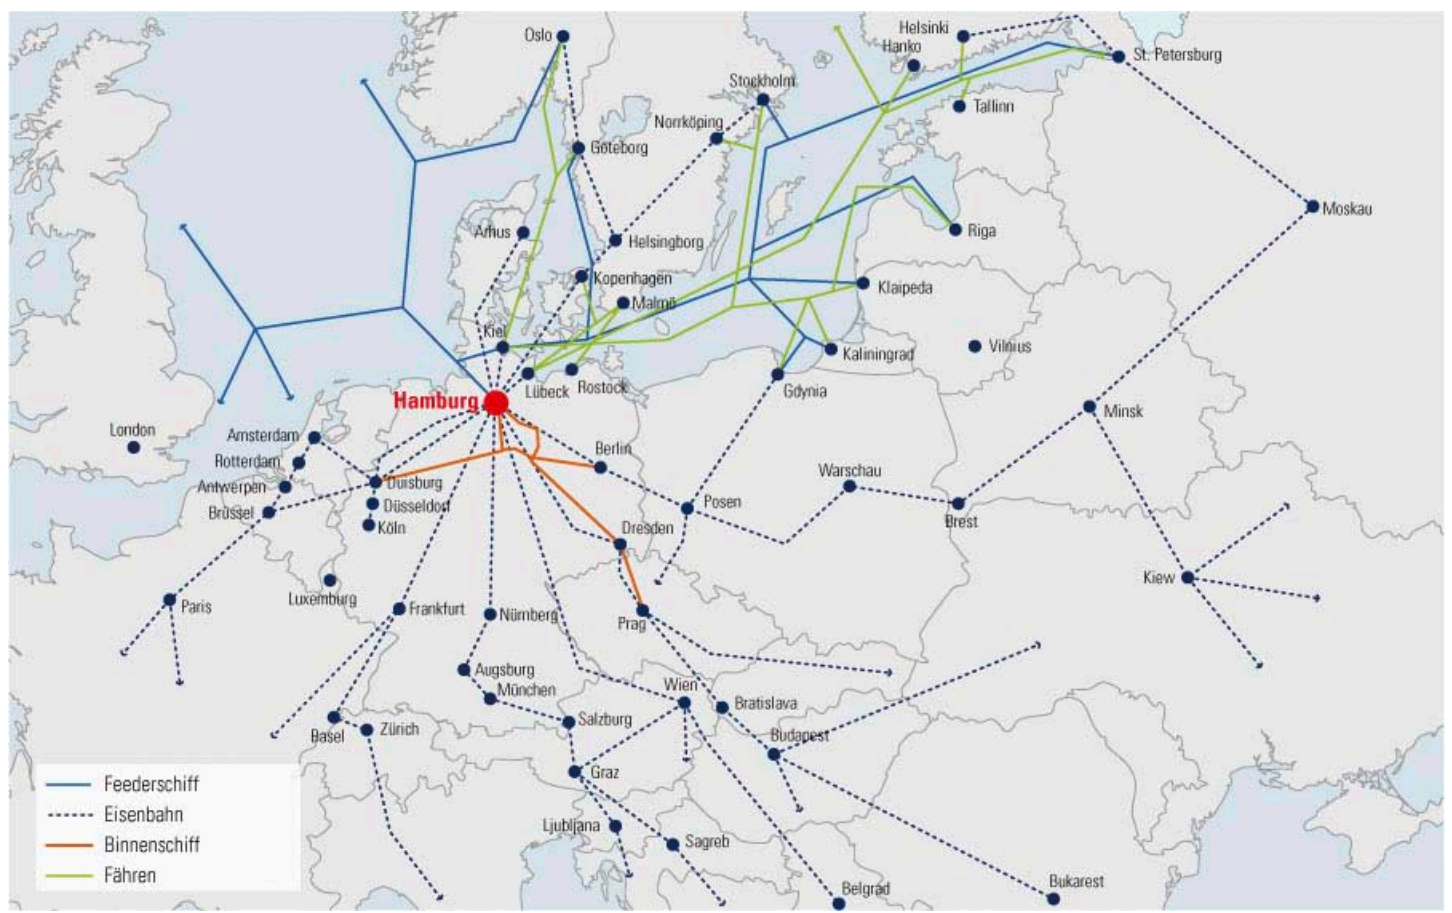 Oslo
Helsinki
Hanko
St. Petersburg
Stockholm
Tallinn
Norrköping
Göteborg
Moskau
Århus
Helsingborg
Riga
Kopenhagen
Klaipeda
Malmö
Kiel
Vilnius
Kaliningrad
Lübeck
Rostock
Gdynia
Hamburg
Minsk
London
Amsterdam
Berlin
Rotterdam
Warschau
Antwerpen
Duisburg
Düsseldorf
Posen
Brüssel
Brest
Köln
Dresden
Kiew
Luxemburg
Paris
Frankfurt
Nürnberg
Prag
Augsburg
München
Wien
Bratislava
Salzburg
Basel
Zürich
Budapest
Graz
Feederschiff
Eisenbahn
Ljubljana
Binnenschiff
Sagreb
Fähren
Belgrad
Bukarest